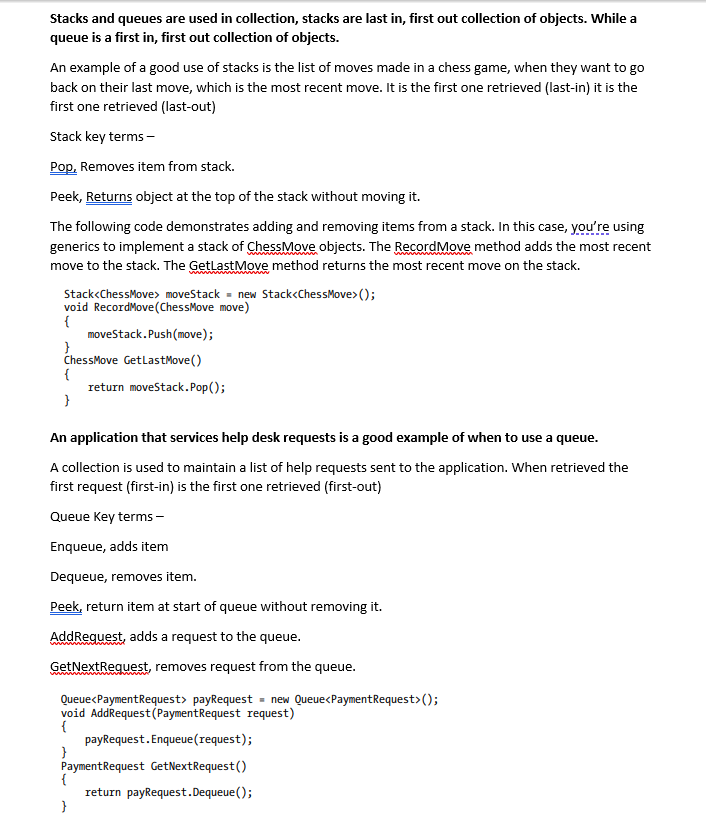 Stacks and queues are used in collection, stacks are last in, first out collection of objects. While a
queue is a first in, first out collection of objects.
An example of a good use of stacks is the list of moves made in a chess game, when they want to go
back on their last move, which is the most recent move. It is the first one retrieved (last-in) it is the
first one retrieved (last-out)
Stack key terms –
Pop, Removes item from stack.
Peek, Returns object at the top of the stack without moving it.
The following code demonstrates adding and removing items from a stack. In this case, you're using
generics to implement a stack of ChessMove objects. The RecordMove method adds the most recent
move to the stack. The GetLastMove method returns the most recent move on the stack.
Stack<ChessMove> moveStack = new Stack<ChessMove>();
void RecordMove(ChessMove move)
{
moveStack.Push(move);
}
ChessMove GetLastMove()
{
return moveStack.Pop();
}
An application that services help desk requests is a good example of when to use a queue.
A collection is used to maintain a list of help requests sent to the application. When retrieved the
first request (first-in) is the first one retrieved (first-out)
Queue Key terms –
Enqueue, adds item
Dequeue, removes item.
Peek, return item at start of queue without removing it.
AddRequest, adds a request to the queue.
GetNextRequest, removes request from the queue.
Queue<PaymentRequest> payRequest = new Queue<PaymentRequest>();
void AddRequest(PaymentRequest request)
{
payRequest.Enqueue(request);
}
PaymentRequest GetNextRequest()
{
return payRequest.Dequeue();
}